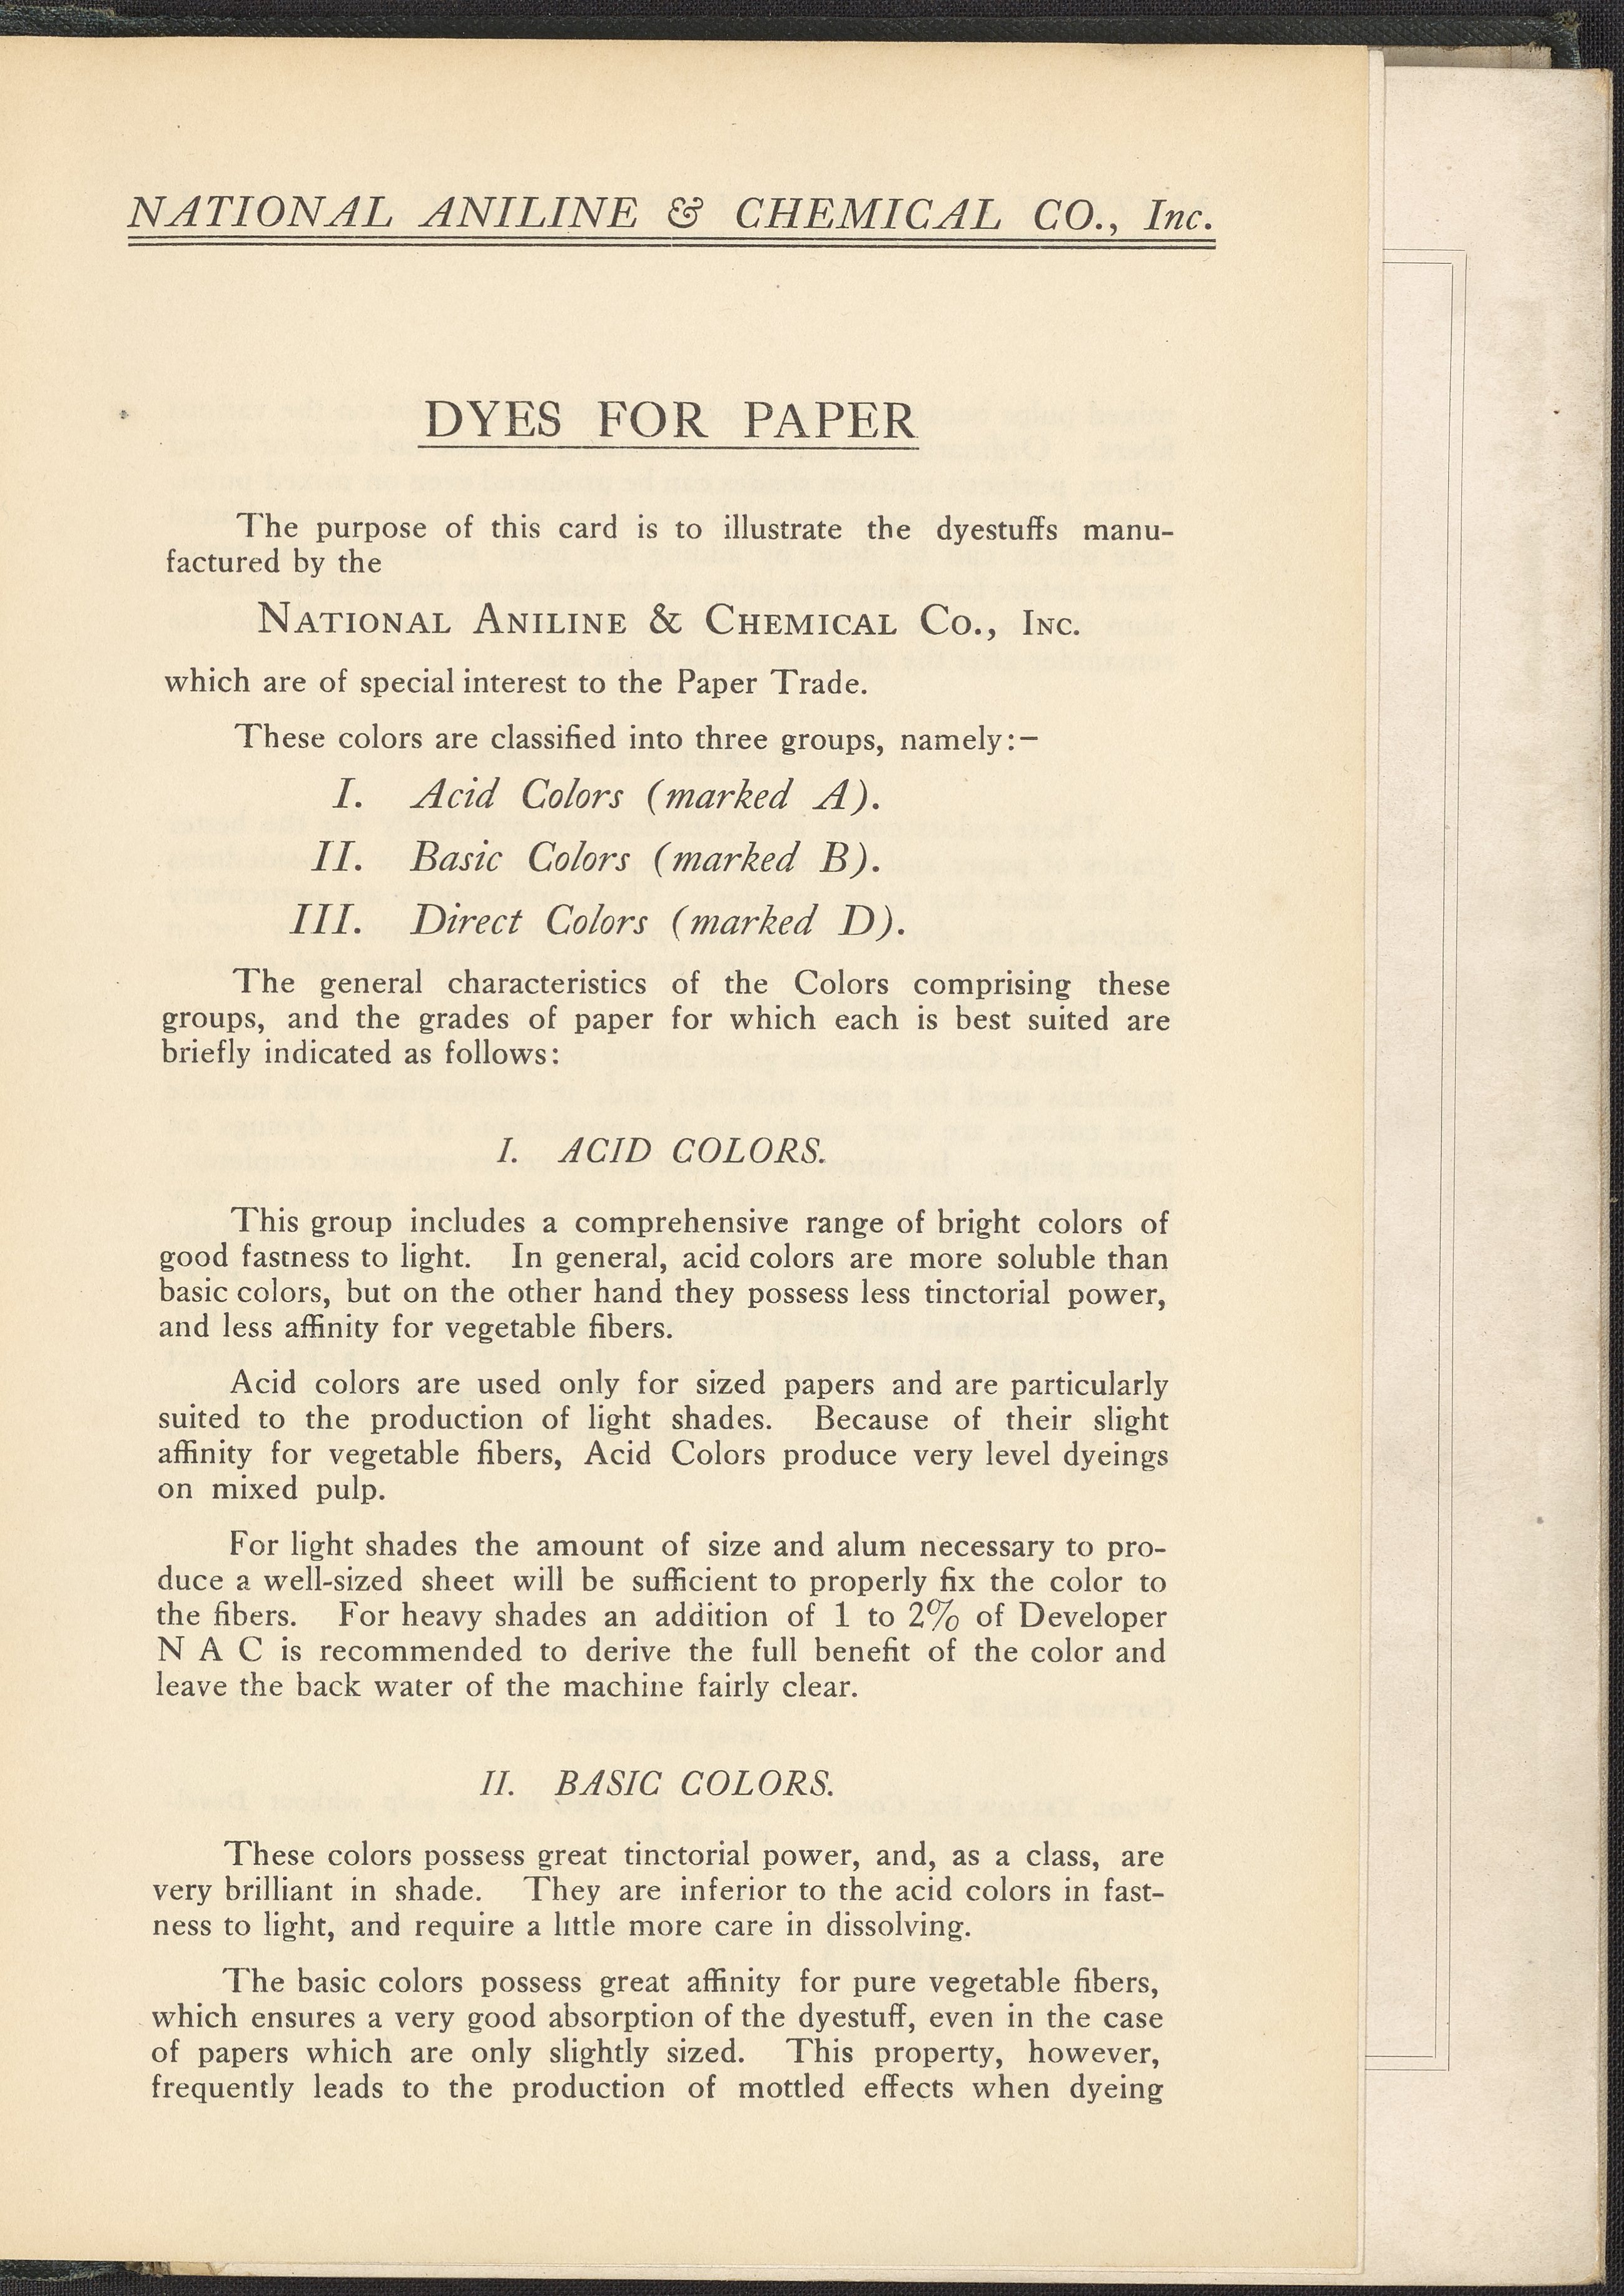 NATIONAL ANILINE & CHEMICAL CO., Inc.
DYES FOR PAPER
The purpose of this card is to illustrate the dyestuffs manu-
factured by the
NATIONAL ANILINE & CHEMICAL CO., INC.
which are of special interest to the Paper Trade.
These colors are classified into three groups, namely:—
I. Acid Colors (marked A).
II. Basic Colors (marked B).
III. Direct Colors (marked D).
The general characteristics of the Colors comprising these
groups, and the grades of paper for which each is best suited are
briefly indicated as follows:
I. ACID COLORS.
This group includes a comprehensive range of bright colors of
good fastness to light. In general, acid colors are more soluble than
basic colors, but on the other hand they possess less tinctorial power,
and less affinity for vegetable fibers.
Acid colors are used only for sized papers and are particularly
suited to the production of light shades. Because of their slight
affinity for vegetable fibers, Acid Colors produce very level dyeings
on mixed pulp.
For light shades the amount of size and alum necessary to pro-
duce a well-sized sheet will be sufficient to properly fix the color to
the fibers. For heavy shades an addition of 1 to 2% of Developer
N A C is recommended to derive the full benefit of the color and
leave the back water of the machine fairly clear.
II. BASIC COLORS.
These colors possess great tinctorial power, and, as a class, are
very brilliant in shade. They are inferior to the acid colors in fast-
ness to light, and require a little more care in dissolving.
The basic colors possess great affinity for pure vegetable fibers,
which ensures a very good absorption of the dyestuff, even in the case
of papers which are only slightly sized. This property, however,
frequently leads to the production of mottled effects when dyeing